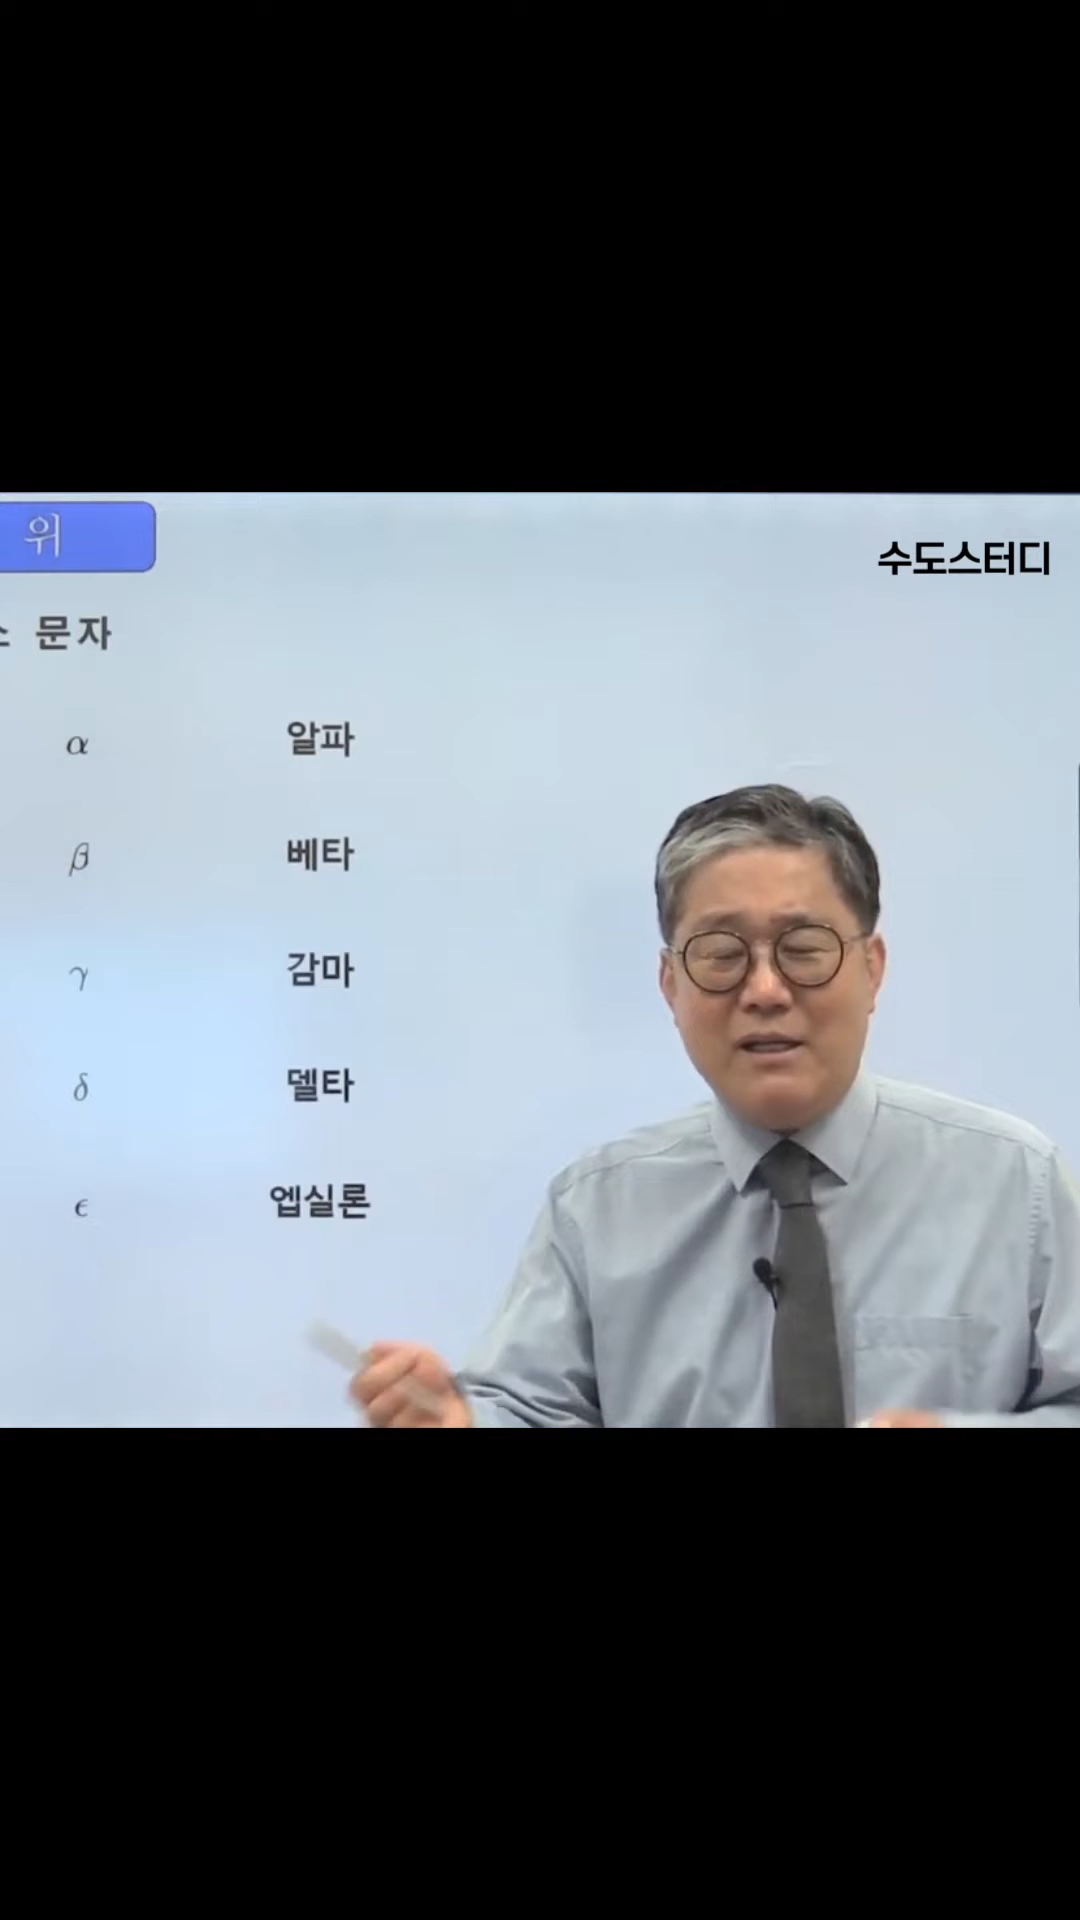 위
수도스터디
문자
α 알파
β 베타
γ 감마
δ 델타
ϵ 엡실론